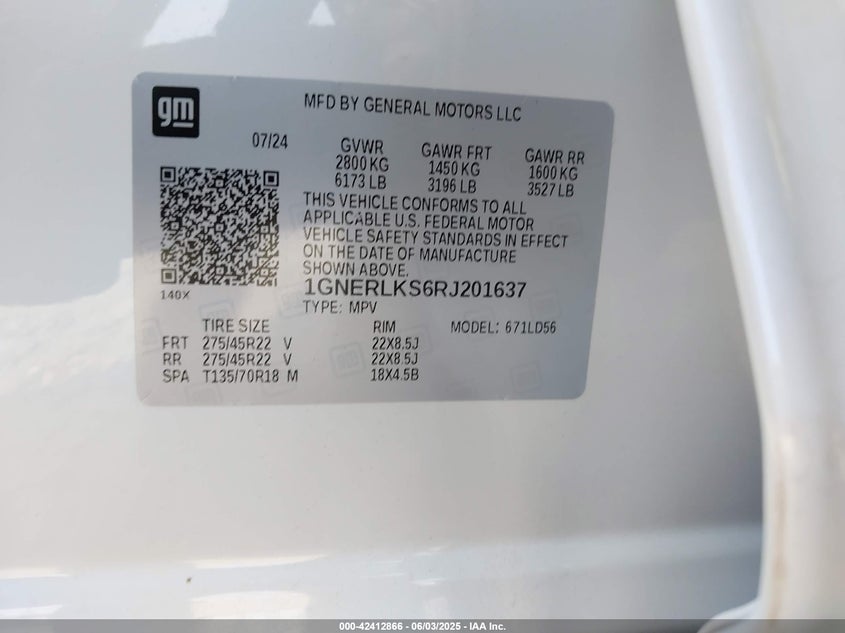 gm
MFD BY GENERAL MOTORS LLC
07/24
GVWR GAWR FRT GAWR RR
2800 KG 1450 KG 1600 KG
6173 LB 3196 LB 3527 LB
THIS VEHICLE CONFORMS TO ALL
APPLICABLE U.S. FEDERAL MOTOR
VEHICLE SAFETY STANDARDS IN EFFECT
ON THE DATE OF MANUFACTURE
SHOWN ABOVE.
140X
1GNERLKS6RJ201637
TYPE: MPV
TIRE SIZE RIM MODEL: 671LD56
FRT 275/45R22 V 22X8.5J
RR 275/45R22 V 22X8.5J
SPA T135/70R18 M 18X4.5B
000-42412866 - 06/03/2025 - IAA Inc.